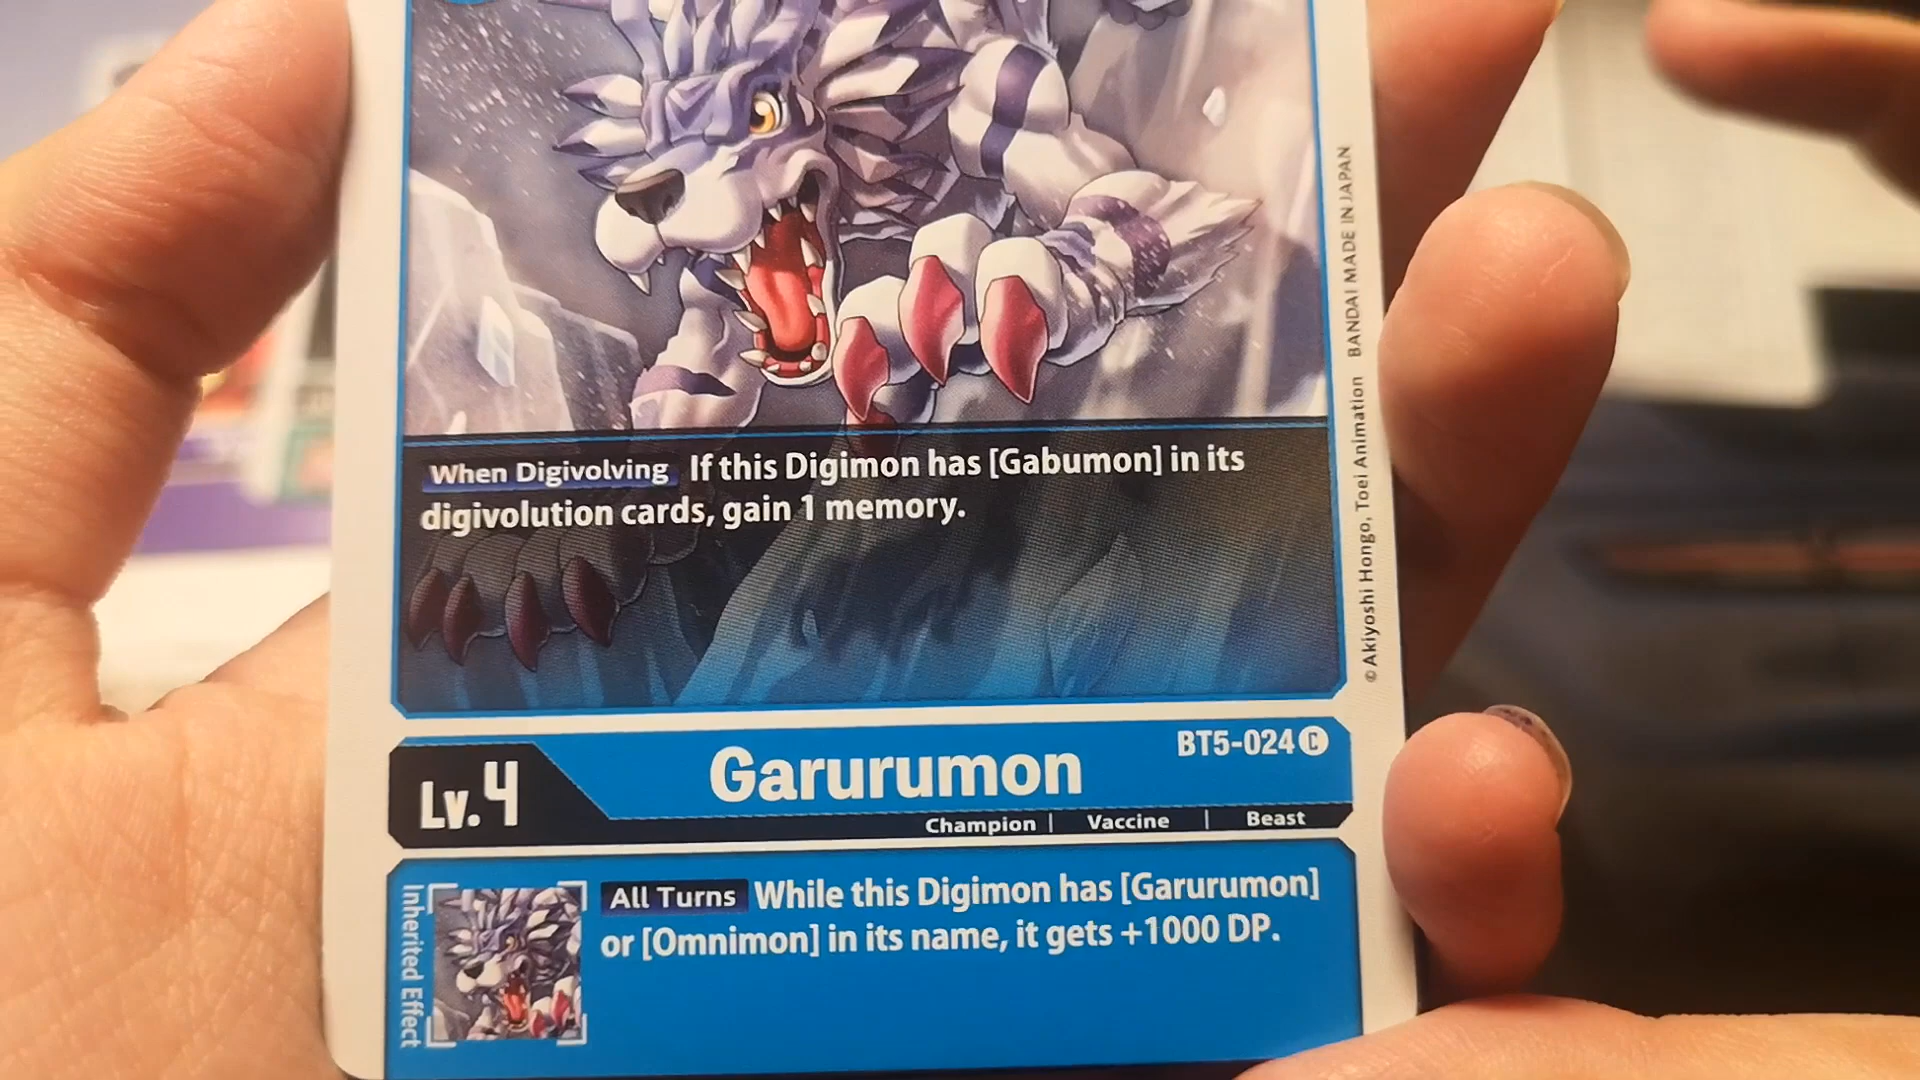 When Digivolving If this Digimon has [Gabumon] in its
digivolution cards, gain 1 memory.
©Akiyoshi Hongo, Toei Animation BANDAI MADE IN JAPAN
BT5-024 C
Lv.4 Garurumon
Champion | Vaccine | Beast
Inherited Effect
All Turns While this Digimon has [Garurumon]
or [Omnimon] in its name, it gets +1000 DP.